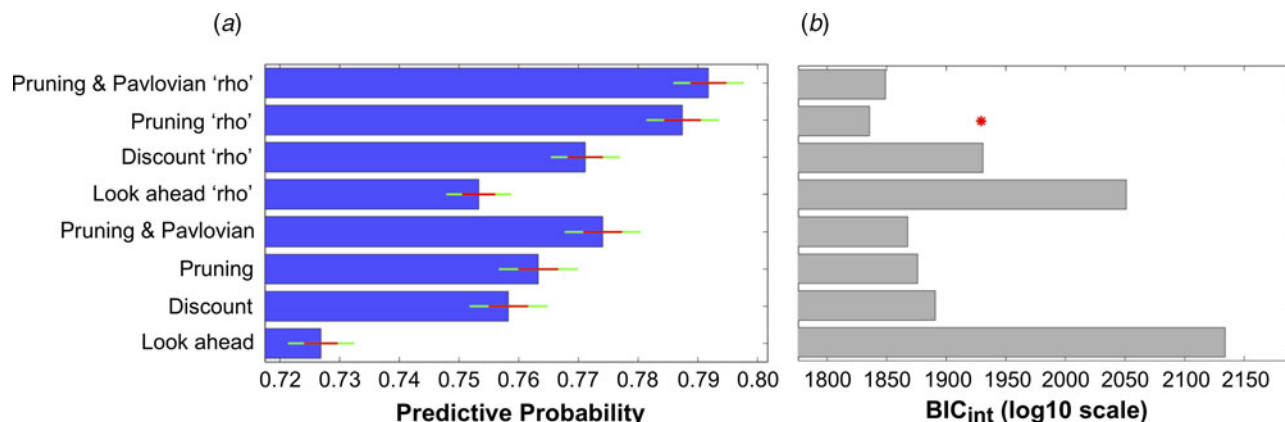 (a)
(b)
Pruning & Pavlovian ‘rho’
Pruning ‘rho’
Discount ‘rho’
Look ahead ‘rho’
Pruning & Pavlovian
Pruning
Discount
Look ahead
*
0.72 0.73 0.74 0.75 0.76 0.77 0.78 0.79 0.80
Predictive Probability
1800 1850 1900 1950 2000 2050 2100 2150
BICint (log10 scale)